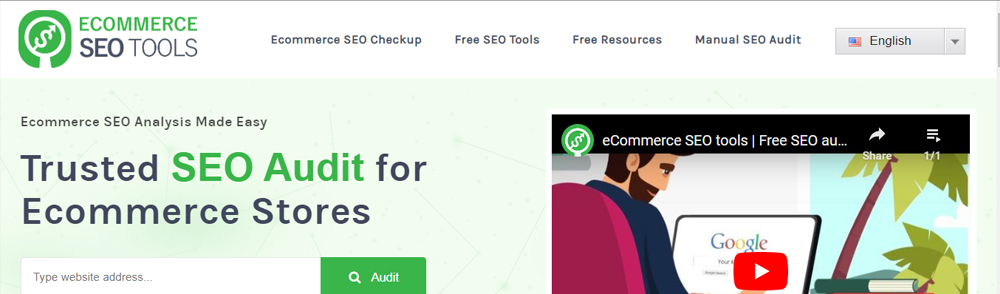 ECOMMERCE
SEO TOOLS
Ecommerce SEO Checkup
Free SEO Tools
Free Resources
Manual SEO Audit
English
Ecommerce SEO Analysis Made Easy
Trusted SEO Audit for
Ecommerce Stores
Type website address...
Audit
eCommerce SEO tools | Free SEO au...
Share
1/1
Google